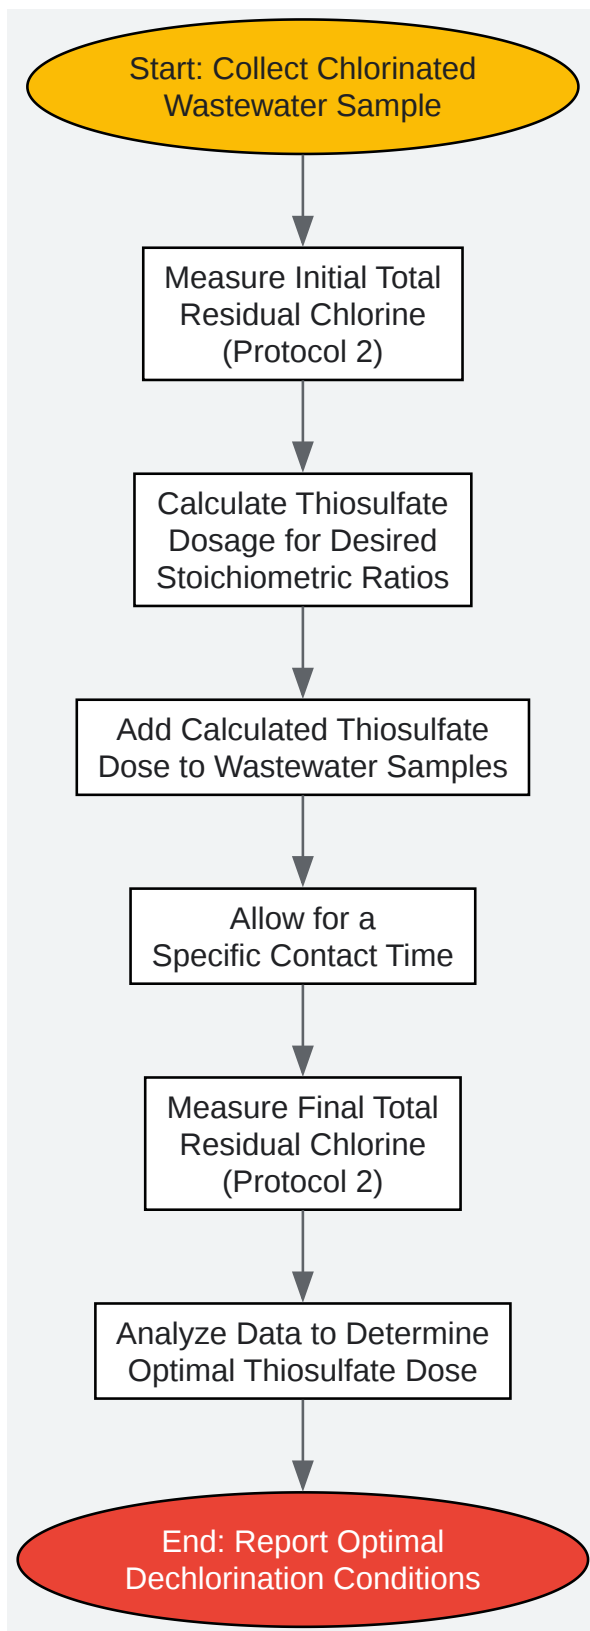 Start: Collect Chlorinated
Wastewater Sample
Measure Initial Total
Residual Chlorine
(Protocol 2)
Calculate Thiosulfate
Dosage for Desired
Stoichiometric Ratios
Add Calculated Thiosulfate
Dose to Wastewater Samples
Allow for a
Specific Contact Time
Measure Final Total
Residual Chlorine
(Protocol 2)
Analyze Data to Determine
Optimal Thiosulfate Dose
End: Report Optimal
Dechlorination Conditions